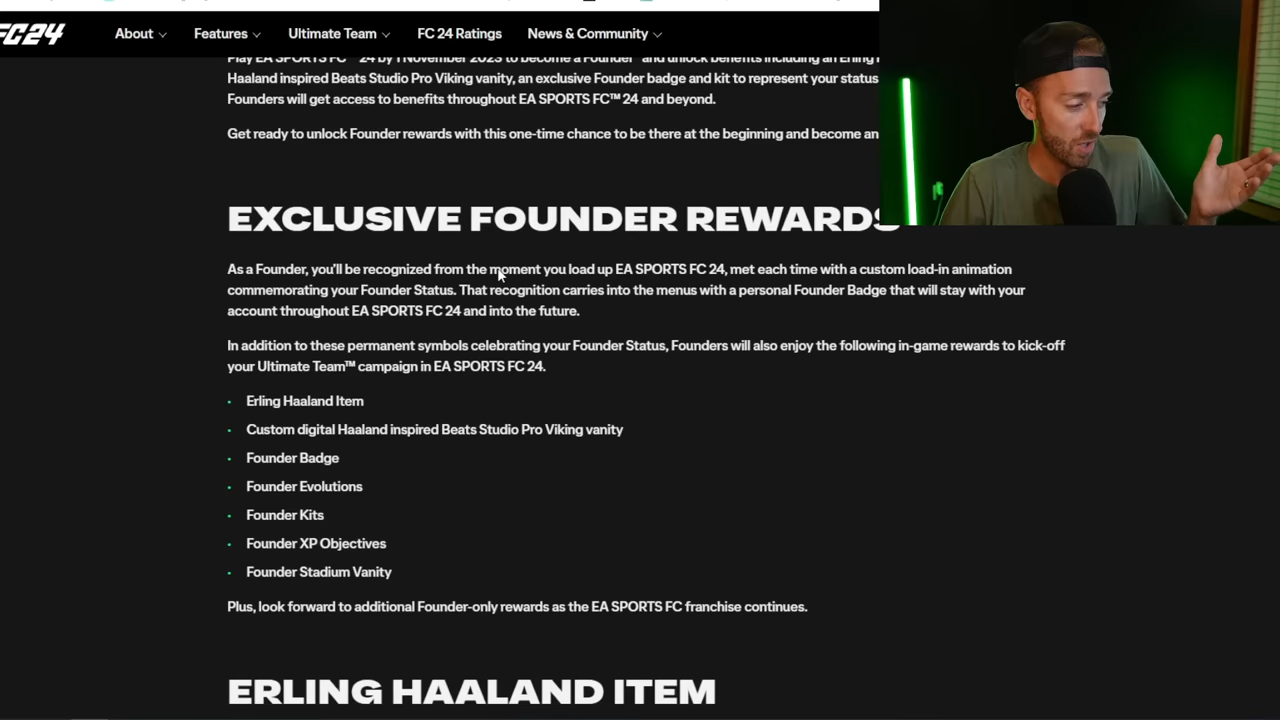 FC24
About
Features
Ultimate Team
FC 24 Ratings
News & Community
Play EA SPORTS FC™ 24 by 1 November 2023 to become a Founder* and unlock benefits including an Erling
Haaland inspired Beats Studio Pro Viking vanity, an exclusive Founder badge and kit to represent your status
Founders will get access to benefits throughout EA SPORTS FC™ 24 and beyond.
Get ready to unlock Founder rewards with this one-time chance to be there at the beginning and become an
EXCLUSIVE FOUNDER REWARDS
As a Founder, you'll be recognized from the moment you load up EA SPORTS FC 24, met each time with a custom load-in animation
commemorating your Founder Status. That recognition carries into the menus with a personal Founder Badge that will stay with your
account throughout EA SPORTS FC 24 and into the future.
In addition to these permanent symbols celebrating your Founder Status, Founders will also enjoy the following in-game rewards to kick-off
your Ultimate Team™ campaign in EA SPORTS FC 24.
• Erling Haaland Item
• Custom digital Haaland inspired Beats Studio Pro Viking vanity
• Founder Badge
• Founder Evolutions
• Founder Kits
• Founder XP Objectives
• Founder Stadium Vanity
Plus, look forward to additional Founder-only rewards as the EA SPORTS FC franchise continues.
ERLING HAALAND ITEM